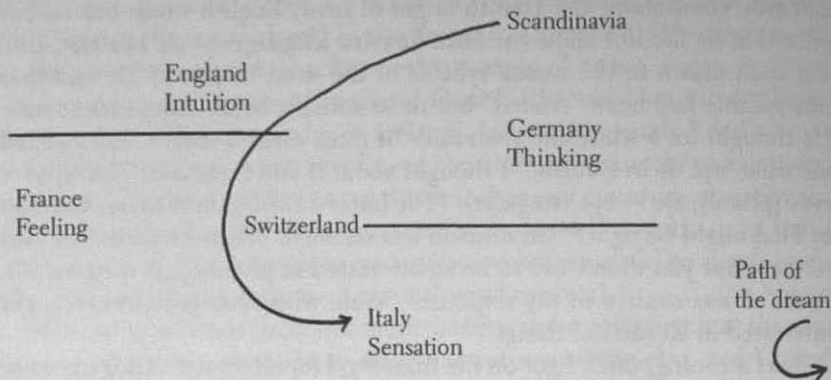 Scandinavia
England
Intuition
Germany
Thinking
France
Feeling
Switzerland
Path of
the dream
Italy
Sensation